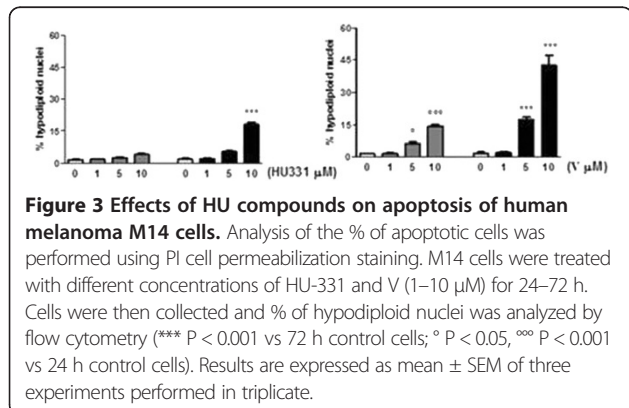 60
45
30
15
0
% hypodiploid nuclei
***
0 1 5 10 0 1 5 10 (HU331 μM)
60
45
30
15
0
% hypodiploid nuclei
° °°° *** ***
0 1 5 10 0 1 5 10 (V μM)
Figure 3 Effects of HU compounds on apoptosis of human
melanoma M14 cells. Analysis of the % of apoptotic cells was
performed using PI cell permeabilization staining. M14 cells were treated
with different concentrations of HU-331 and V (1–10 μM) for 24–72 h.
Cells were then collected and % of hypodiploid nuclei was analyzed by
flow cytometry (*** P < 0.001 vs 72 h control cells; ° P < 0.05, °°° P < 0.001
vs 24 h control cells). Results are expressed as mean ± SEM of three
experiments performed in triplicate.